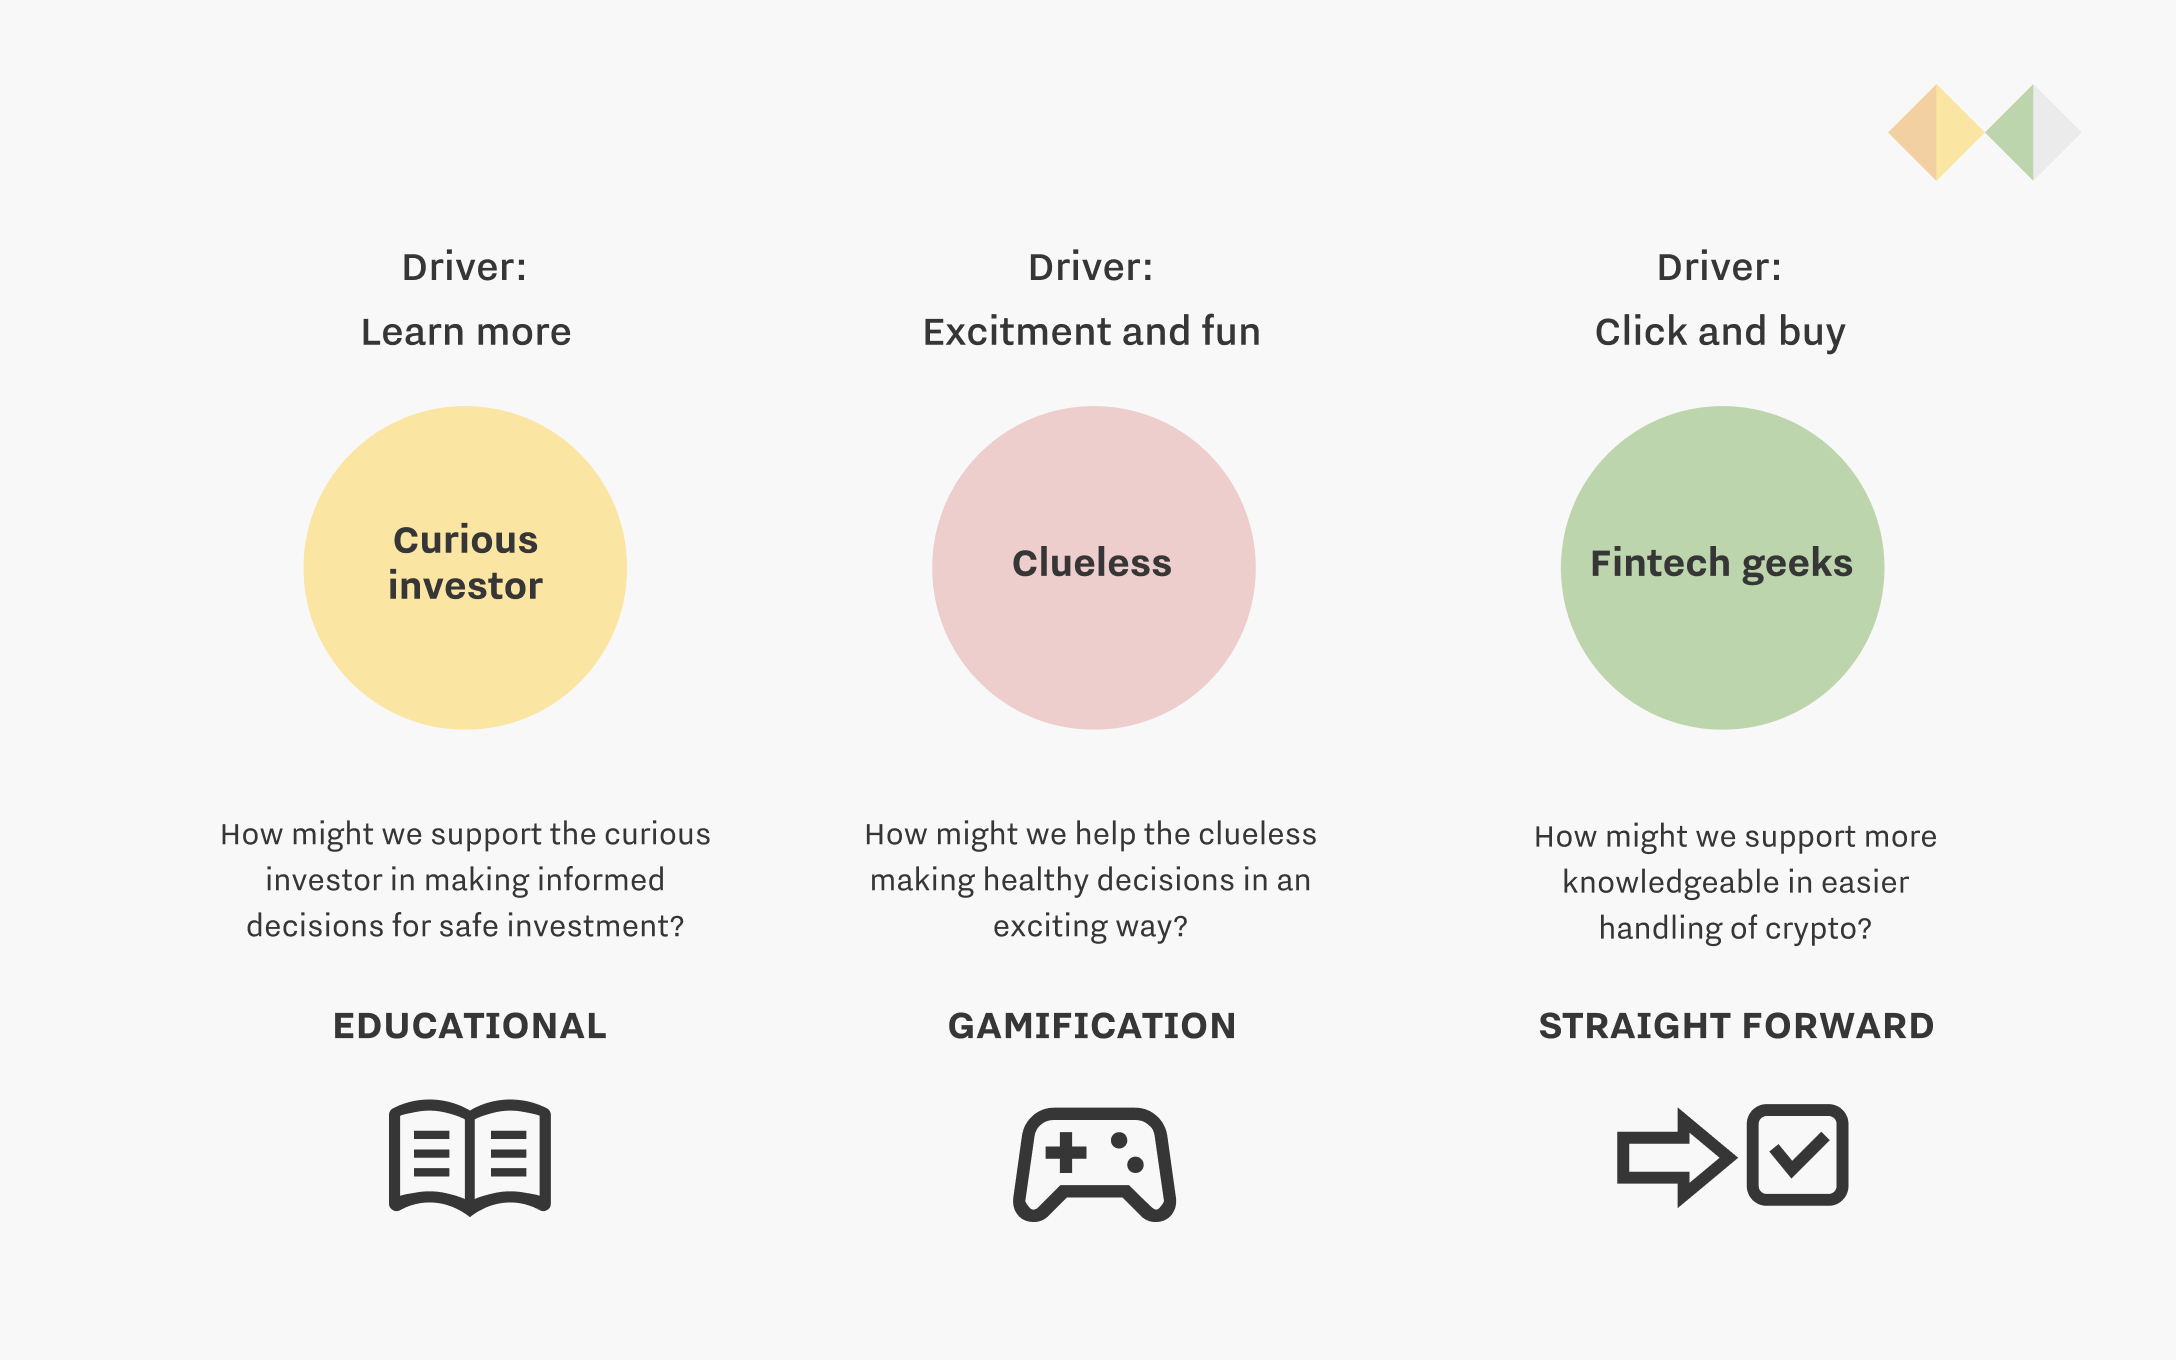 Driver:
Learn more
Curious
investor
How might we support the curious
investor in making informed
decisions for safe investment?
EDUCATIONAL
Driver:
Excitment and fun
Clueless
How might we help the clueless
making healthy decisions in an
exciting way?
GAMIFICATION
Driver:
Click and buy
Fintech geeks
How might we support more
knowledgeable in easier
handling of crypto?
STRAIGHT FORWARD